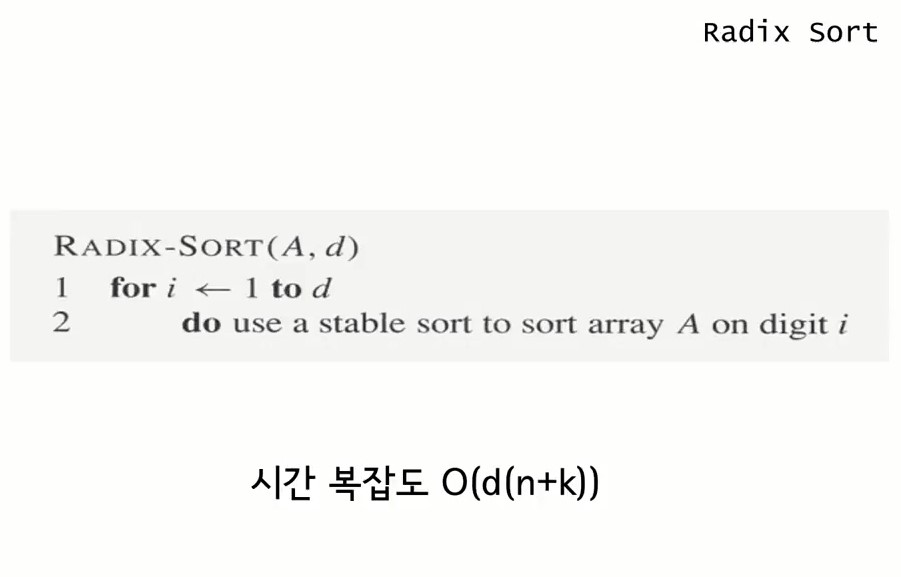 Radix Sort
RADIX-SORT(A, d)
1 for i ← 1 to d
2 do use a stable sort to sort array A on digit i
시간 복잡도 O(d(n+k))